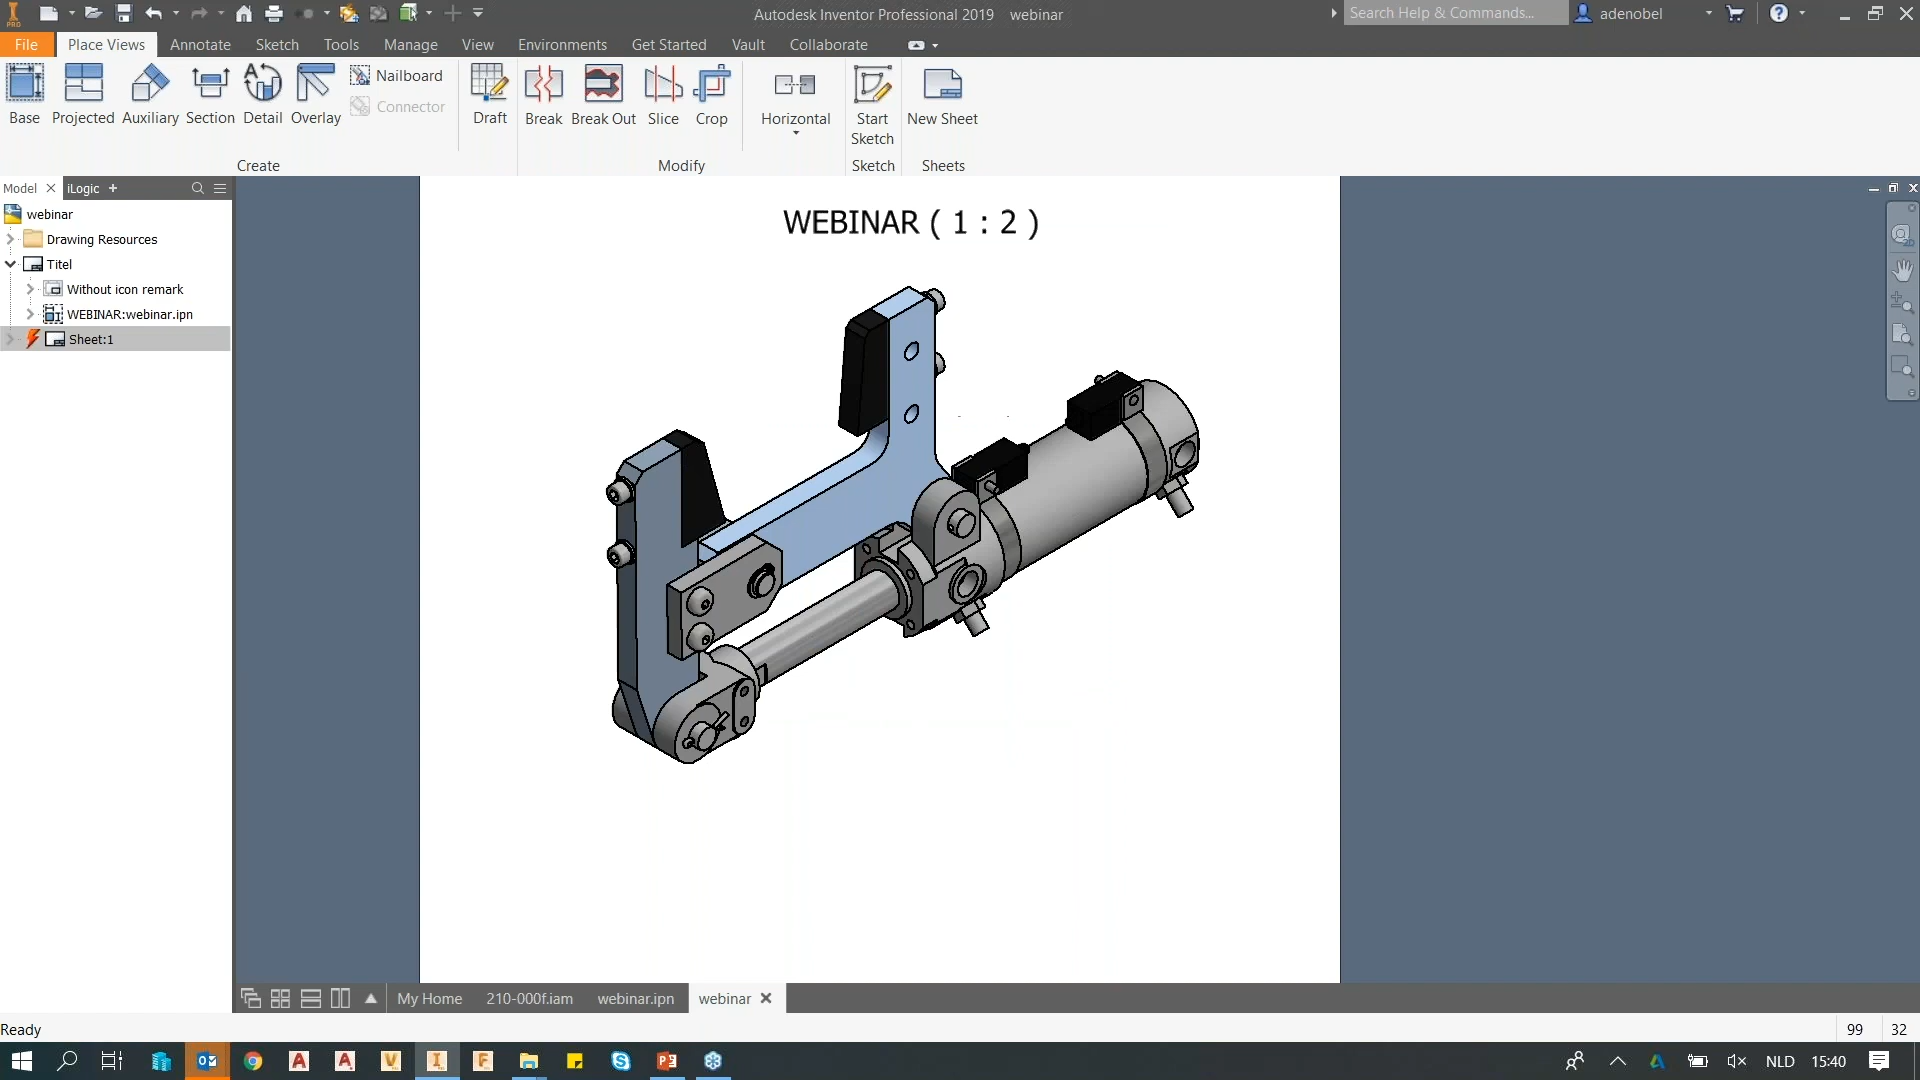 Autodesk Inventor Professional 2019 webinar
Search Help & Commands...
adenobel
File Place Views Annotate Sketch Tools Manage View Environments Get Started Vault Collaborate
Base Projected Auxiliary Section Detail Overlay
Nailboard
Connector
Draft Break Break Out Slice Crop Horizontal
Start Sketch
New Sheet
Create Modify Sketch Sheets
Model iLogic +
webinar
Drawing Resources
Titel
Without icon remark
WEBINAR:webinar.ipn
Sheet:1
WEBINAR ( 1 : 2 )
My Home 210-000f.iam webinar.ipn webinar
Ready
99 32
NLD 15:40